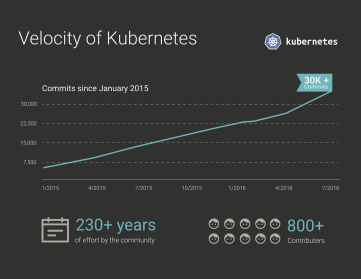 Velocity of Kubernetes
kubernetes
Commits since January 2015
30K +
Commits
30,000
22,500
15,000
7,500
1/2015 4/2015 7/2015 10/2015 1/2016 4/2016 7/2016
230+ years
of effort by the community
800+
Contributers